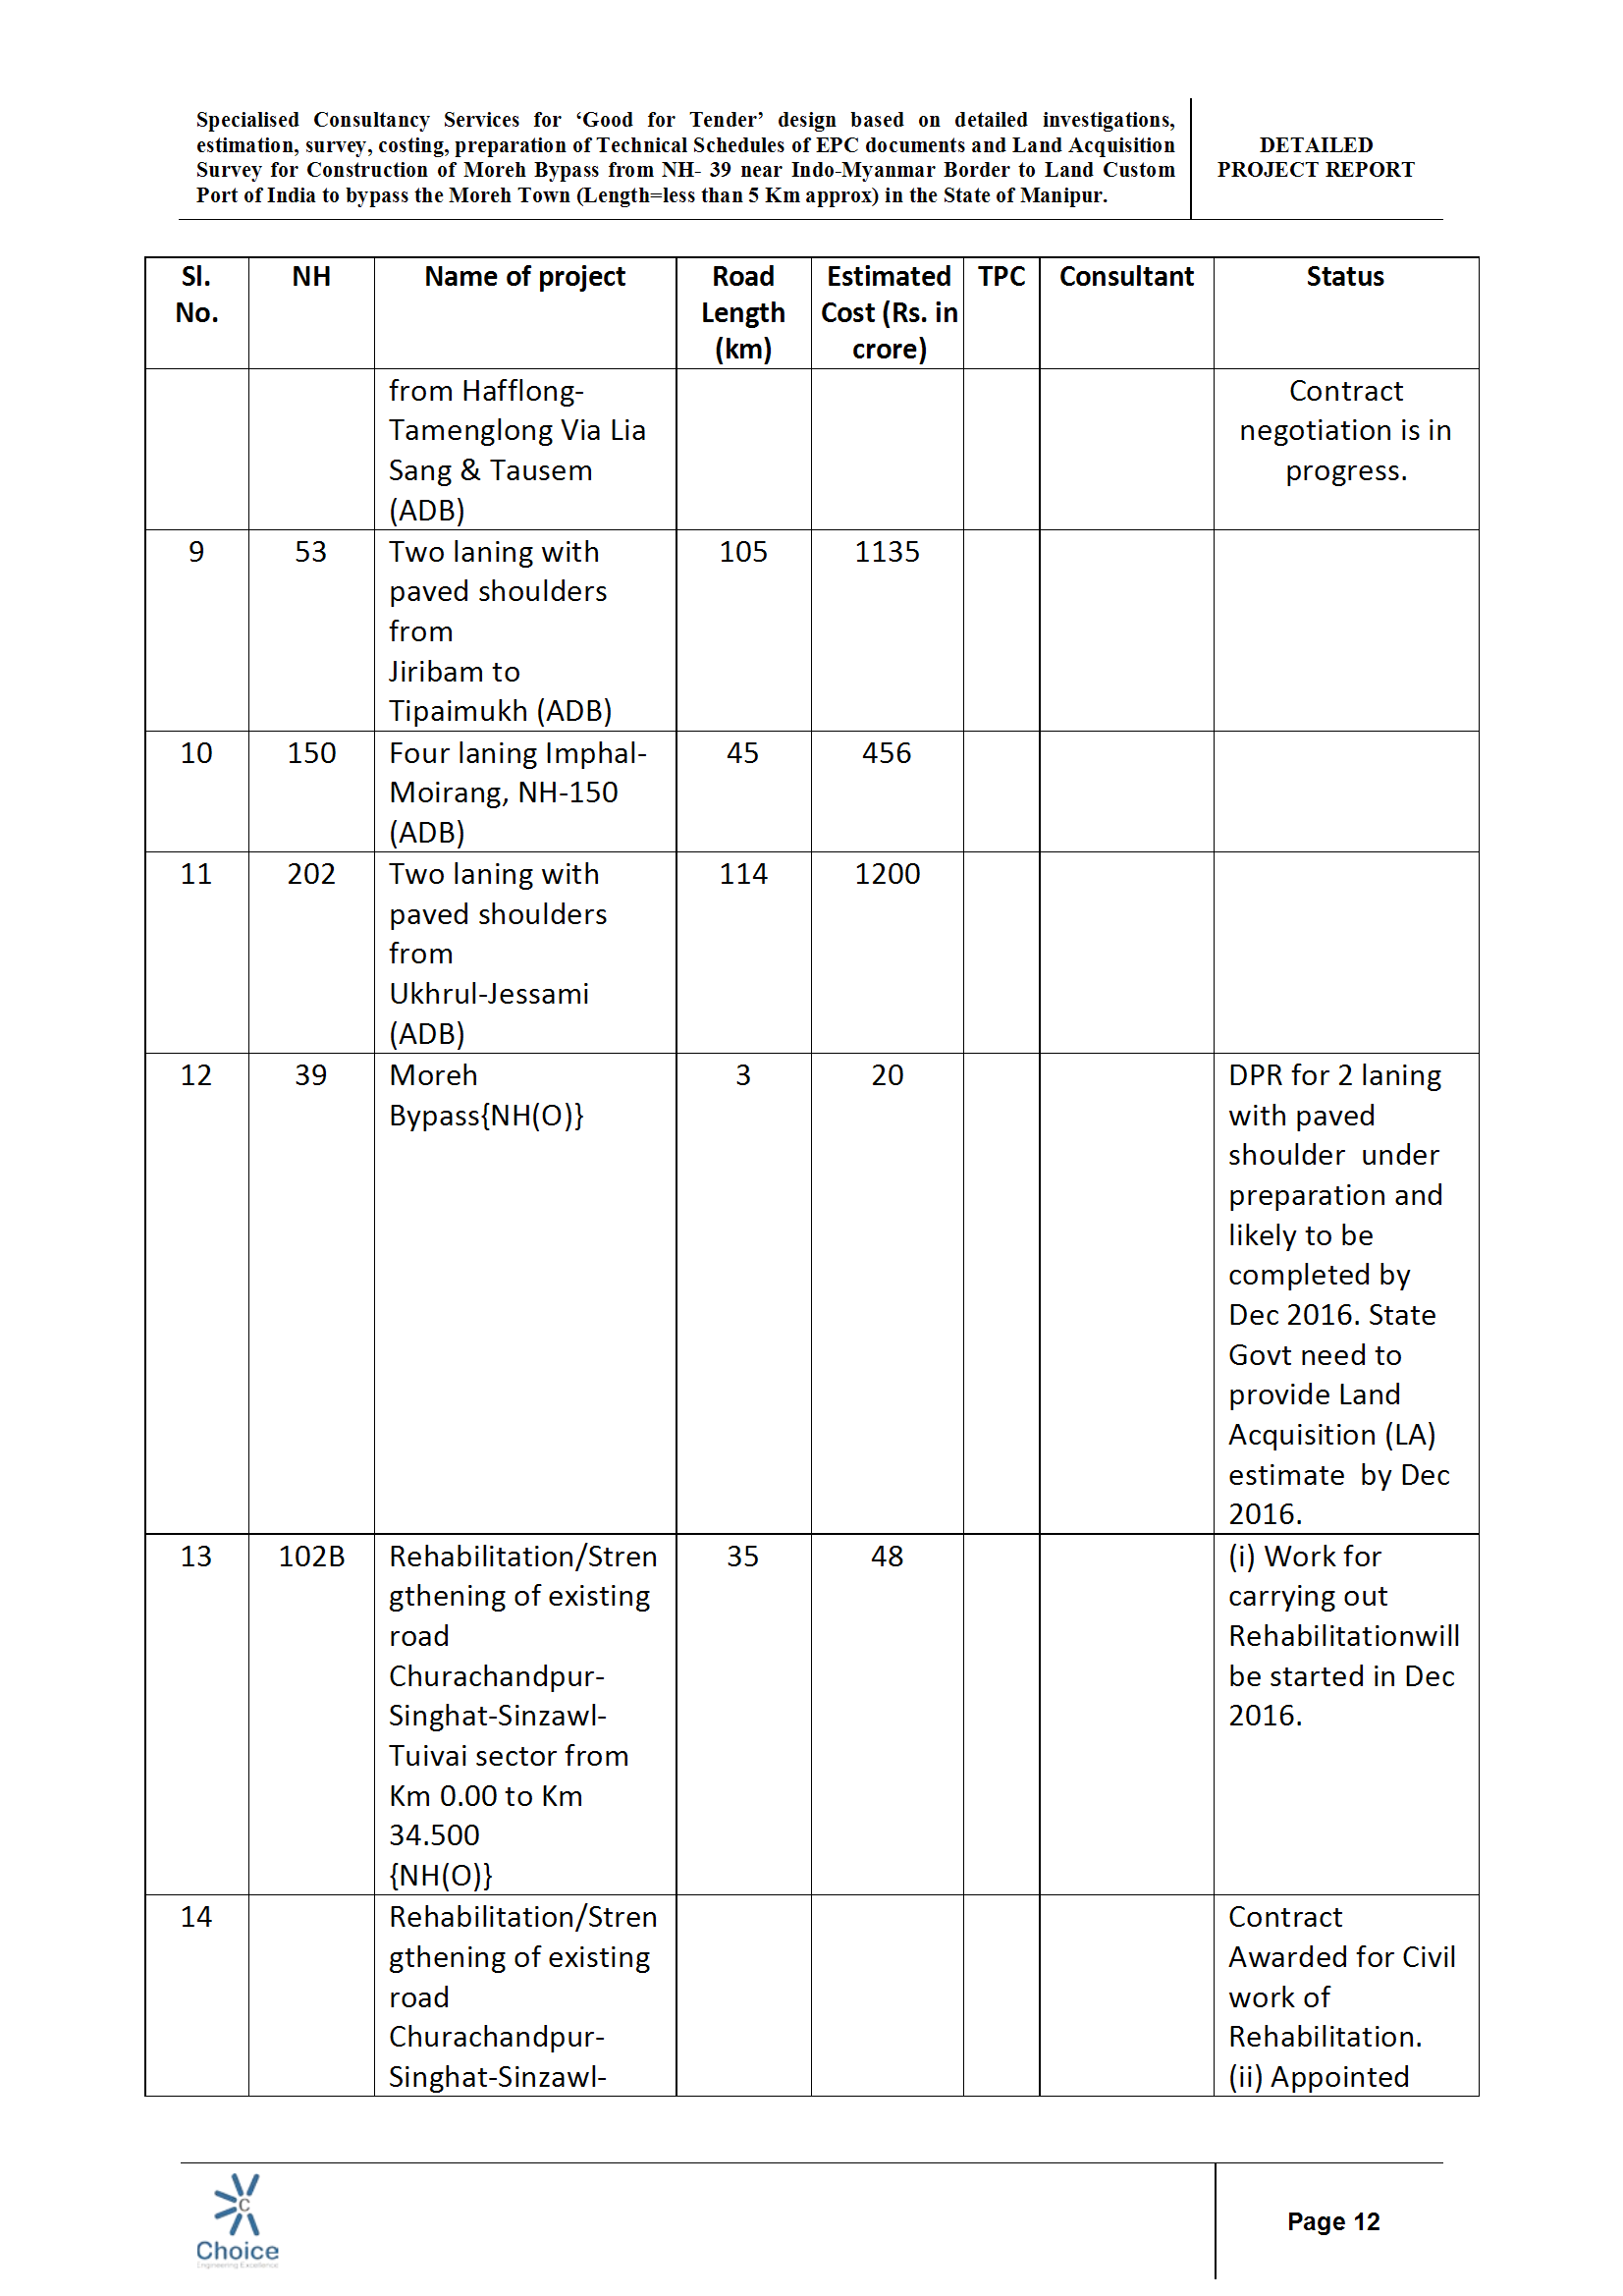 Specialised Consultancy Services for ‘Good for Tender’ design based on detailed investigations,
estimation, survey, costing, preparation of Technical Schedules of EPC documents and Land Acquisition
Survey for Construction of Moreh Bypass from NH- 39 near Indo-Myanmar Border to Land Custom
Port of India to bypass the Moreh Town (Length=less than 5 Km approx) in the State of Manipur.
DETAILED
PROJECT REPORT
Sl.
No.
NH
Name of project
Road
Length
(km)
Estimated
Cost (Rs. in
crore)
TPC
Consultant
Status
from Hafflong-
Tamenglong Via Lia
Sang & Tausem
(ADB)
Contract
negotiation is in
progress.
9
53
Two laning with
paved shoulders
from
Jiribam to
Tipaimukh (ADB)
105
1135
10
150
Four laning Imphal-
Moirang, NH-150
(ADB)
45
456
11
202
Two laning with
paved shoulders
from
Ukhrul-Jessami
(ADB)
114
1200
12
39
Moreh
Bypass{NH(O)}
3
20
DPR for 2 laning
with paved
shoulder  under
preparation and
likely to be
completed by
Dec 2016. State
Govt need to
provide Land
Acquisition (LA)
estimate  by Dec
2016.
13
102B
Rehabilitation/Stren
gthening of existing
road
Churachandpur-
Singhat-Sinzawl-
Tuivai sector from
Km 0.00 to Km
34.500
{NH(O)}
35
48
(i) Work for
carrying out
Rehabilitationwill
be started in Dec
2016.
14
Rehabilitation/Stren
gthening of existing
road
Churachandpur-
Singhat-Sinzawl-
Contract
Awarded for Civil
work of
Rehabilitation.
(ii) Appointed
C
Choice
Engineering Excellence
Page 12